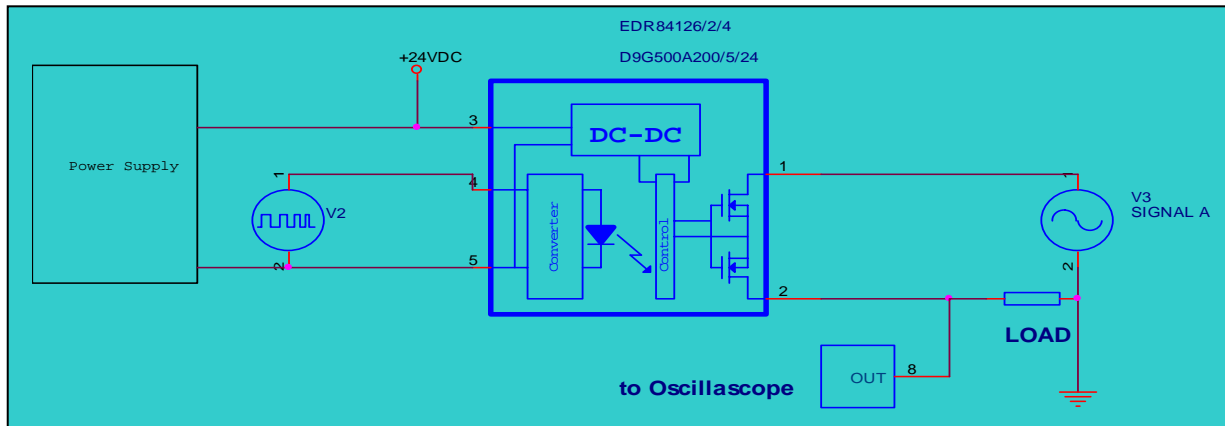 EDR84126/2/4
D9G500A200/5/24
+24VDC
3
DC-DC
Power Supply
1
4
1
1
V2
V3
SIGNAL A
Converter
Control
2
5
2
2
LOAD
OUT
8
to Oscillascope